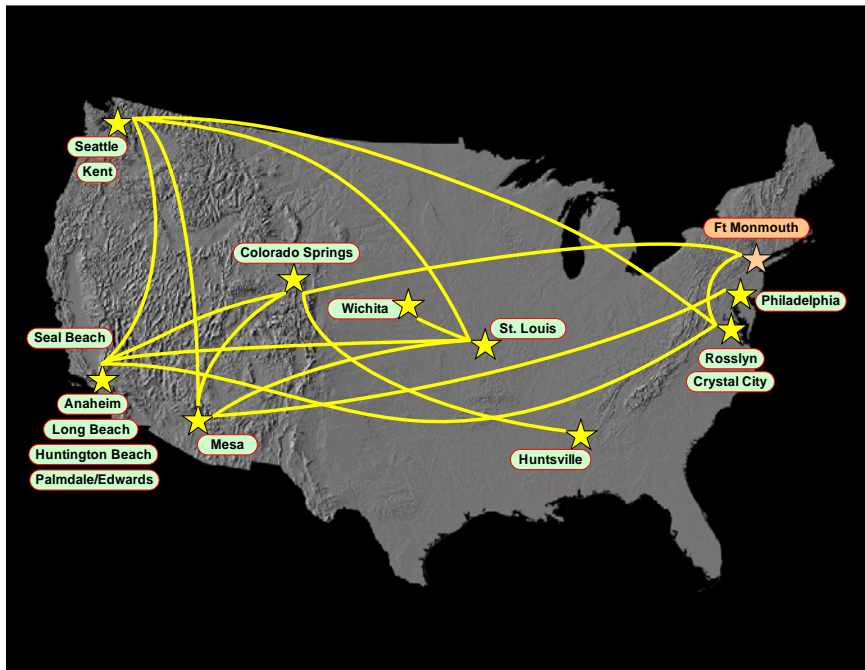 Seattle
Kent
Ft Monmouth
Colorado Springs
Wichita
Philadelphia
Seal Beach
St. Louis
Rosslyn
Crystal City
Anaheim
Long Beach
Mesa
Huntington Beach
Huntsville
Palmdale/Edwards